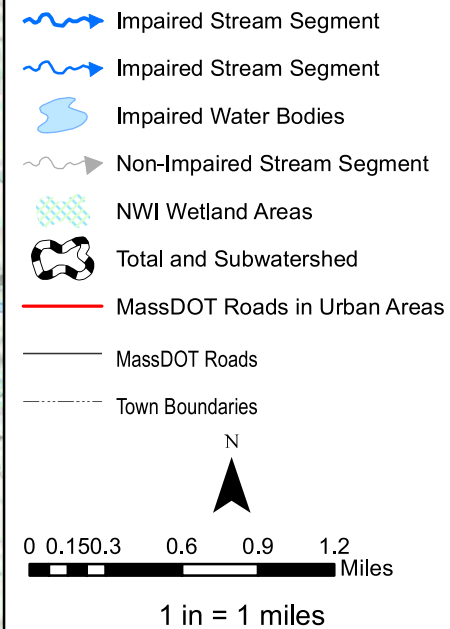 Impaired Stream Segment
Impaired Stream Segment
Impaired Water Bodies
Non-Impaired Stream Segment
NWI Wetland Areas
Total and Subwatershed
MassDOT Roads in Urban Areas
MassDOT Roads
Town Boundaries
N
0 0.150.3 0.6 0.9 1.2
Miles
1 in = 1 miles